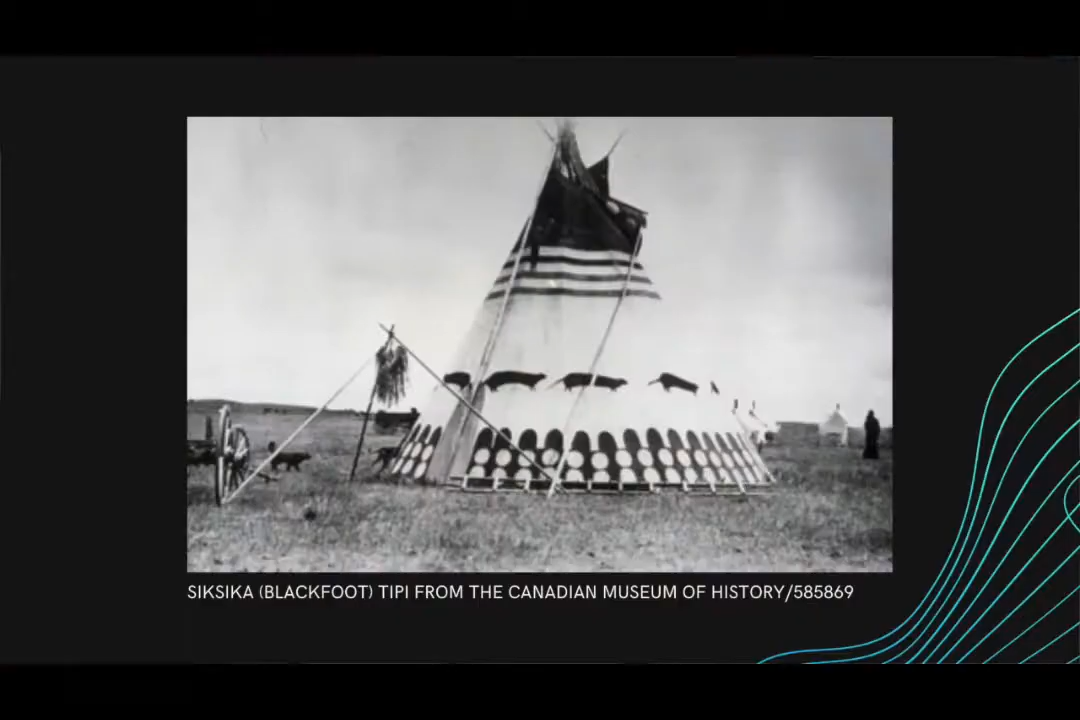 SIKSIKA (BLACKFOOT) TIPI FROM THE CANADIAN MUSEUM OF HISTORY/585869